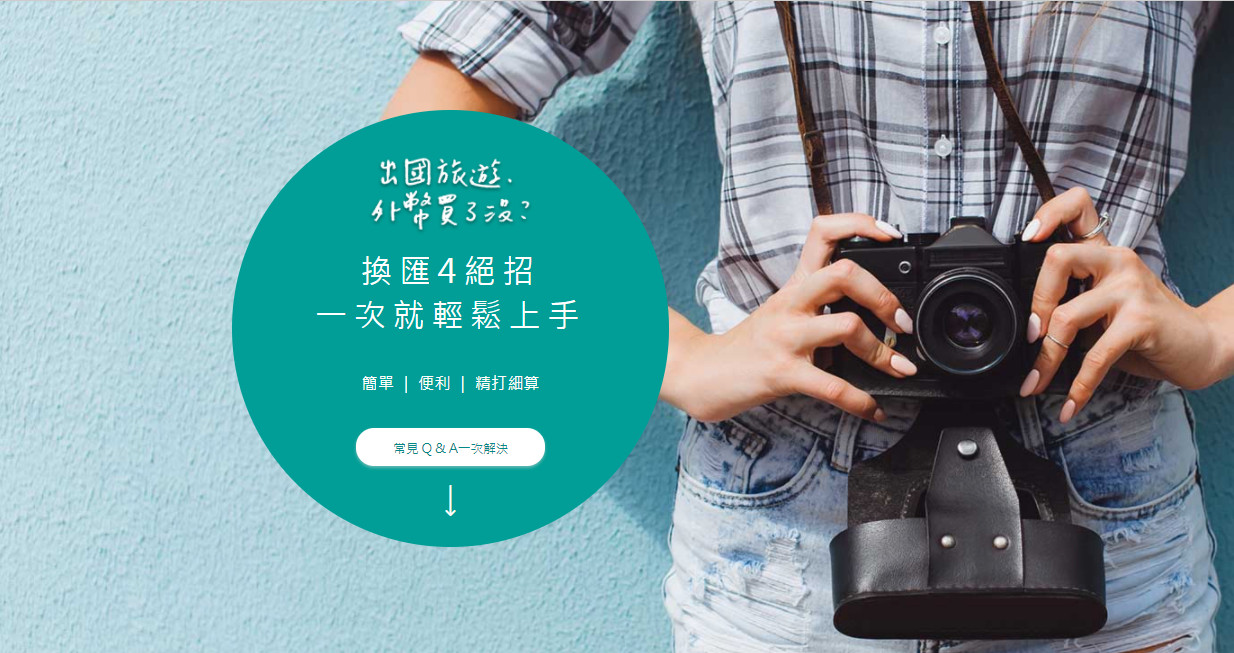 出國旅遊、
外幣買了沒?
換匯4絕招
一次就輕鬆上手
簡單 | 便利 | 精打細算
常見Q&A一次解決